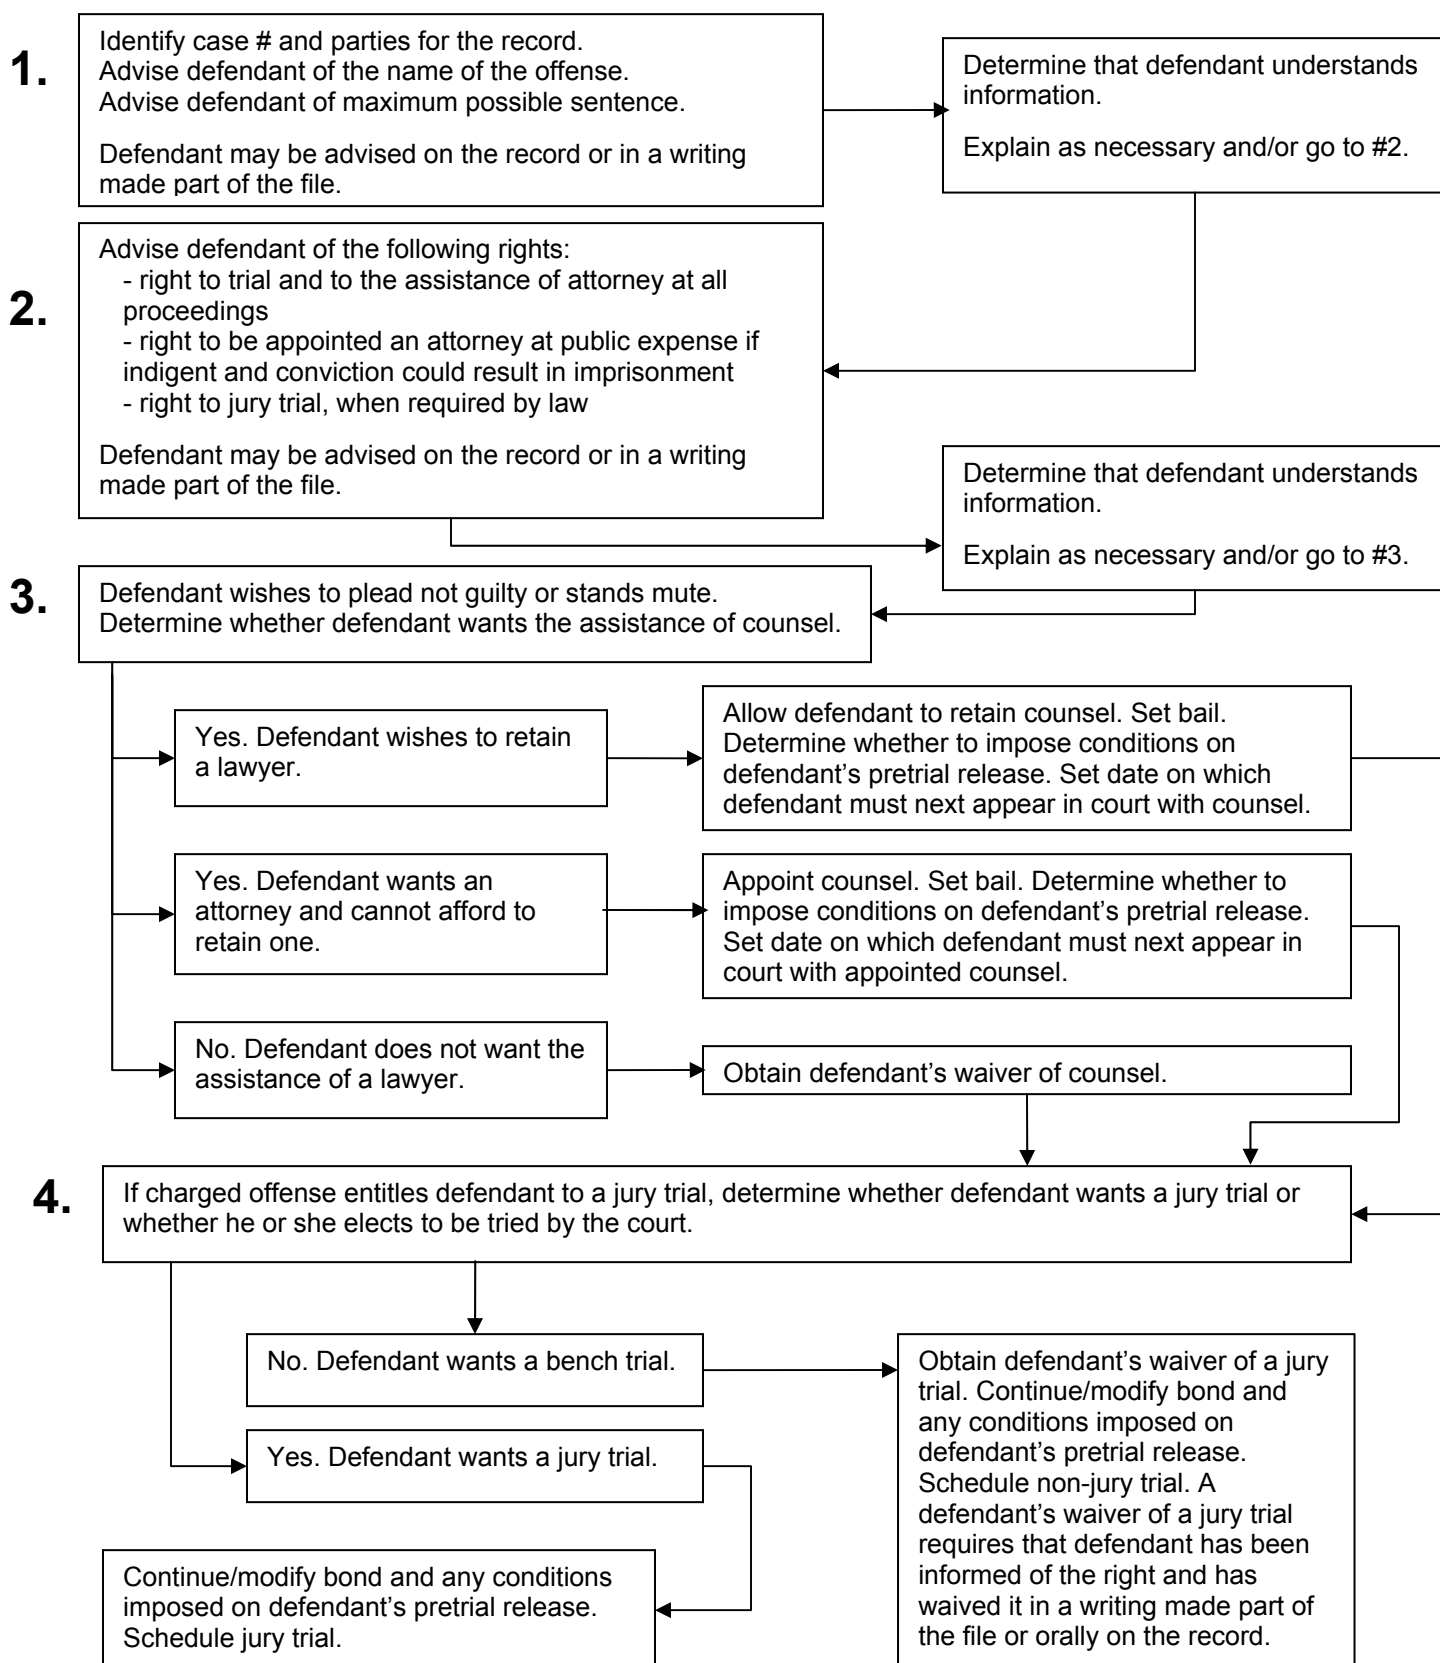 1.
Identify case # and parties for the record.
Advise defendant of the name of the offense.
Advise defendant of maximum possible sentence.
Defendant may be advised on the record or in a writing
made part of the file.
Determine that defendant understands
information.
Explain as necessary and/or go to #2.
2.
Advise defendant of the following rights:
- right to trial and to the assistance of attorney at all
proceedings
- right to be appointed an attorney at public expense if
indigent and conviction could result in imprisonment
- right to jury trial, when required by law
Defendant may be advised on the record or in a writing
made part of the file.
Determine that defendant understands
information.
Explain as necessary and/or go to #3.
3.
Defendant wishes to plead not guilty or stands mute.
Determine whether defendant wants the assistance of counsel.
Yes. Defendant wishes to retain
a lawyer.
Allow defendant to retain counsel. Set bail.
Determine whether to impose conditions on
defendant’s pretrial release. Set date on which
defendant must next appear in court with counsel.
Yes. Defendant wants an
attorney and cannot afford to
retain one.
Appoint counsel. Set bail. Determine whether to
impose conditions on defendant’s pretrial release.
Set date on which defendant must next appear in
court with appointed counsel.
No. Defendant does not want the
assistance of a lawyer.
Obtain defendant’s waiver of counsel.
4.
If charged offense entitles defendant to a jury trial, determine whether defendant wants a jury trial or
whether he or she elects to be tried by the court.
No. Defendant wants a bench trial.
Obtain defendant’s waiver of a jury
trial. Continue/modify bond and
any conditions imposed on
defendant’s pretrial release.
Schedule non-jury trial. A
defendant’s waiver of a jury trial
requires that defendant has been
informed of the right and has
waived it in a writing made part of
the file or orally on the record.
Yes. Defendant wants a jury trial.
Continue/modify bond and any conditions
imposed on defendant’s pretrial release.
Schedule jury trial.